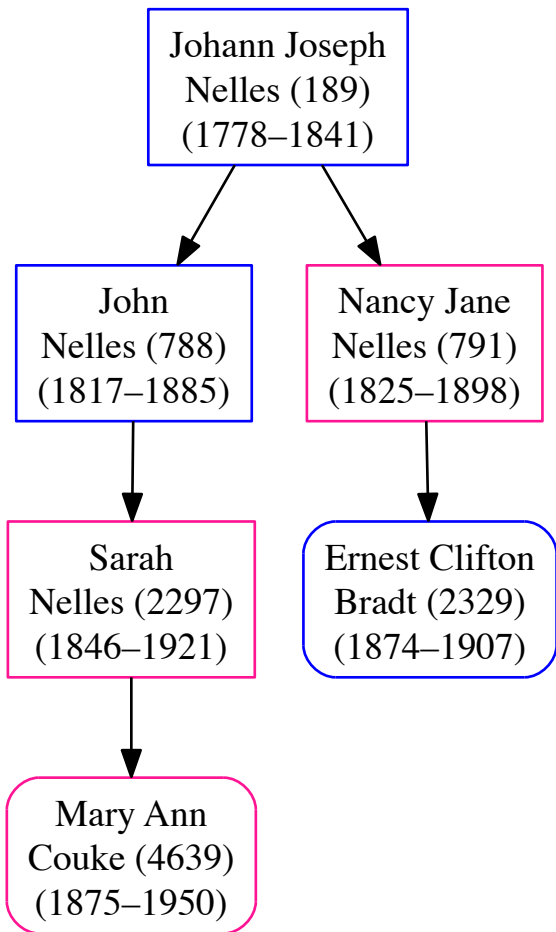 Johann Joseph
Nelles (189)
(1778–1841)
John
Nelles (788)
(1817–1885)
Nancy Jane
Nelles (791)
(1825–1898)
Sarah
Nelles (2297)
(1846–1921)
Ernest Clifton
Bradt (2329)
(1874–1907)
Mary Ann
Couke (4639)
(1875–1950)